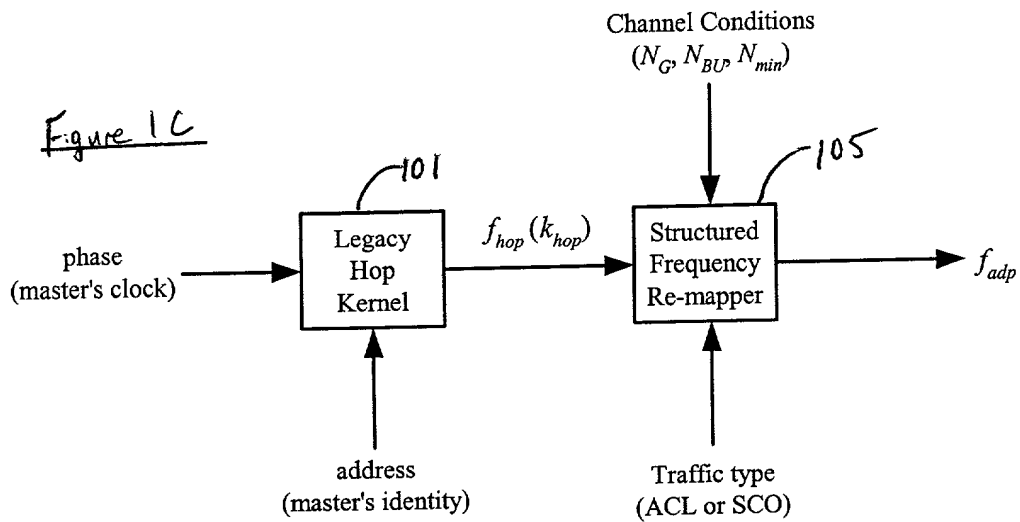 Channel Conditions
(N_G, N_BU, N_min)
Figure 1C
101
105
Legacy
Hop
Kernel
f_hop (k_hop)
Structured
Frequency
Re-mapper
phase
(master's clock)
f_adp
address
(master's identity)
Traffic type
(ACL or SCO)